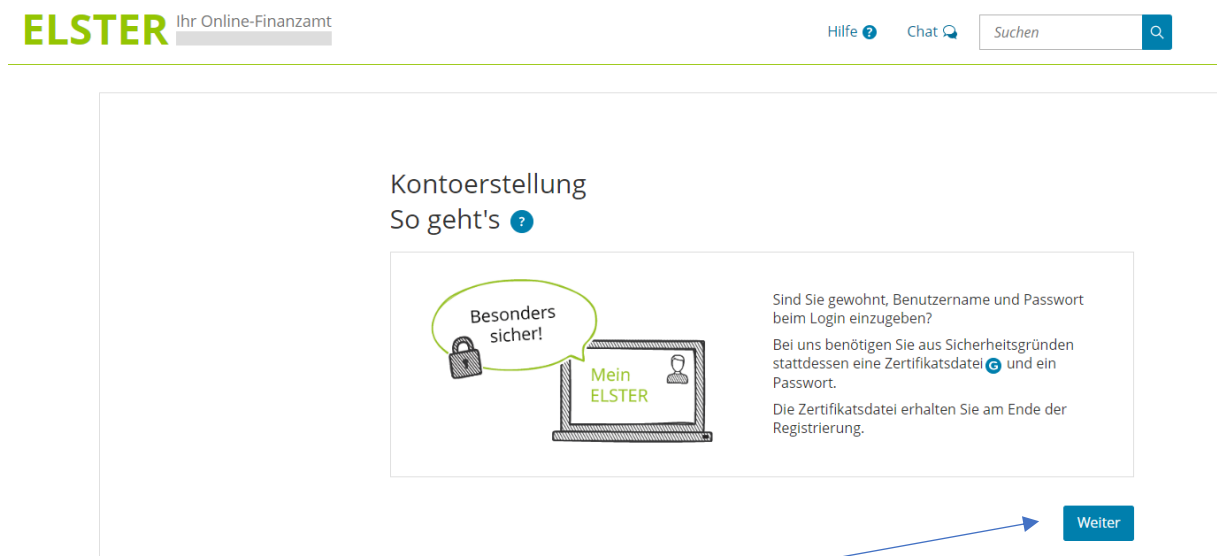 ELSTER Ihr Online-Finanzamt
Hilfe ? Chat Suchen
Kontoerstellung
So geht's ?
Besonders
sicher!
Mein
ELSTER
Sind Sie gewohnt, Benutzername und Passwort
beim Login einzugeben?
Bei uns benötigen Sie aus Sicherheitsgründen
stattdessen eine Zertifikatsdatei G und ein
Passwort.
Die Zertifikatsdatei erhalten Sie am Ende der
Registrierung.
Weiter